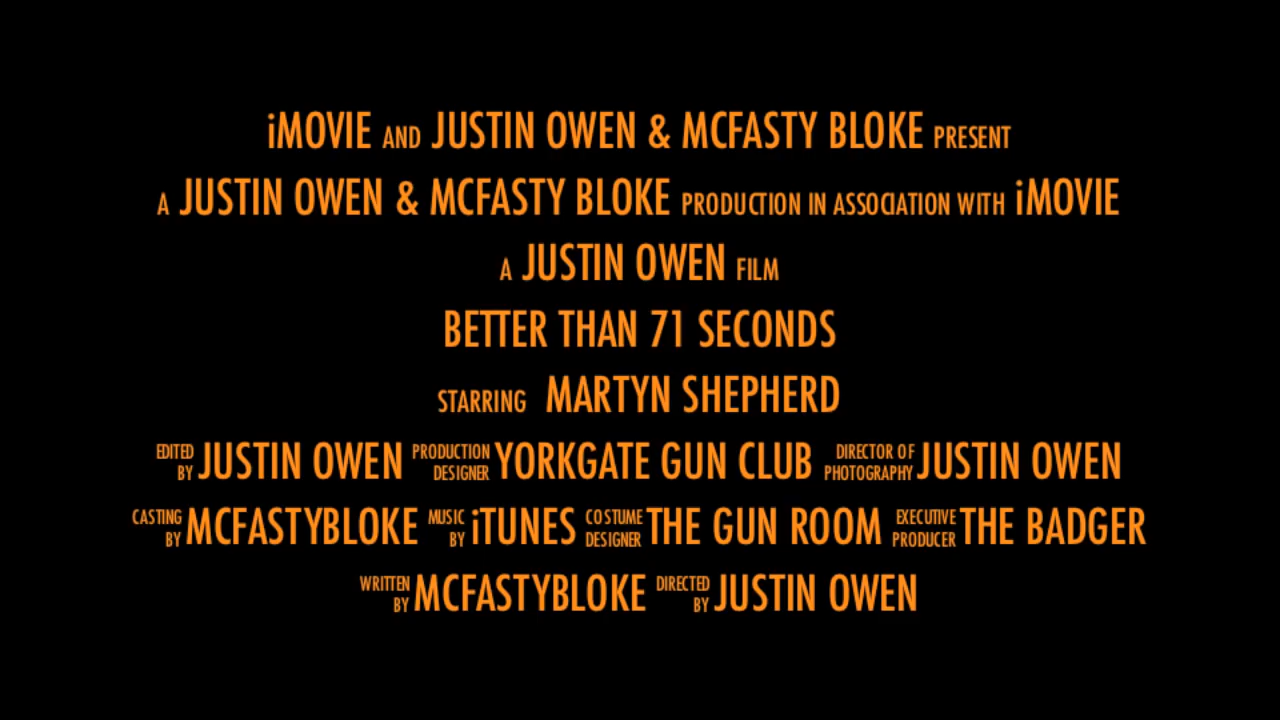 iMOVIE AND JUSTIN OWEN & MCFASTY BLOKE PRESENT
A JUSTIN OWEN & MCFASTY BLOKE PRODUCTION IN ASSOCIATION WITH iMOVIE
A JUSTIN OWEN FILM
BETTER THAN 71 SECONDS
STARRING MARTYN SHEPHERD
EDITED BY JUSTIN OWEN PRODUCTION DESIGNER YORKGATE GUN CLUB DIRECTOR OF PHOTOGRAPHY JUSTIN OWEN
CASTING BY MCFASTYBLOKE MUSIC BY iTUNES COSTUME DESIGNER THE GUN ROOM EXECUTIVE PRODUCER THE BADGER
WRITTEN BY MCFASTYBLOKE DIRECTED BY JUSTIN OWEN